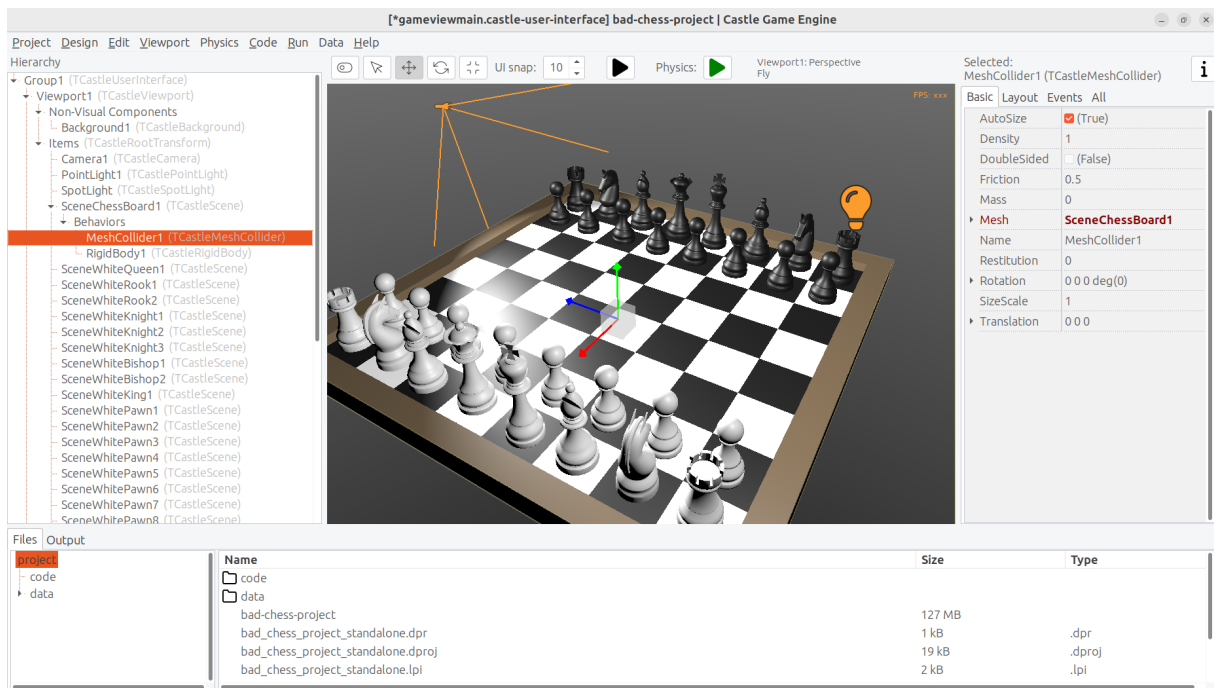 [*gameviewmain.castle-user-interface] bad-chess-project | Castle Game Engine
Project Design Edit Viewport Physics Code Run Data Help
Hierarchy
Group1 (TCastleUserInterface)
Viewport1 (TCastleViewport)
Non-Visual Components
Background1 (TCastleBackground)
Items (TCastleRootTransform)
Camera1 (TCastleCamera)
PointLight1 (TCastlePointLight)
SpotLight (TCastleSpotLight)
SceneChessBoard1 (TCastleScene)
Behaviors
MeshCollider1 (TCastleMeshCollider)
RigidBody1 (TCastleRigidBody)
SceneWhiteQueen1 (TCastleScene)
SceneWhiteRook1 (TCastleScene)
SceneWhiteRook2 (TCastleScene)
SceneWhiteKnight1 (TCastleScene)
SceneWhiteKnight2 (TCastleScene)
SceneWhiteKnight3 (TCastleScene)
SceneWhiteBishop1 (TCastleScene)
SceneWhiteBishop2 (TCastleScene)
SceneWhiteKing1 (TCastleScene)
SceneWhitePawn1 (TCastleScene)
SceneWhitePawn2 (TCastleScene)
SceneWhitePawn3 (TCastleScene)
SceneWhitePawn4 (TCastleScene)
SceneWhitePawn5 (TCastleScene)
SceneWhitePawn6 (TCastleScene)
SceneWhitePawn7 (TCastleScene)
SceneWhitePawn8 (TCastleScene)
UI snap: 10 Physics:
Viewport1: Perspective
Fly
FPS: xxx
Selected:
MeshCollider1 (TCastleMeshCollider)
i
Basic Layout Events All
AutoSize (True)
Density 1
DoubleSided (False)
Friction 0.5
Mass 0
Mesh SceneChessBoard1
Name MeshCollider1
Restitution 0
Rotation 0 0 0 deg(0)
SizeScale 1
Translation 0 0 0
Files Output
project
code
data
Name Size Type
code
data
bad-chess-project 127 MB
bad_chess_project_standalone.dpr 1 kB .dpr
bad_chess_project_standalone.dproj 19 kB .dproj
bad_chess_project_standalone.lpi 2 kB .lpi